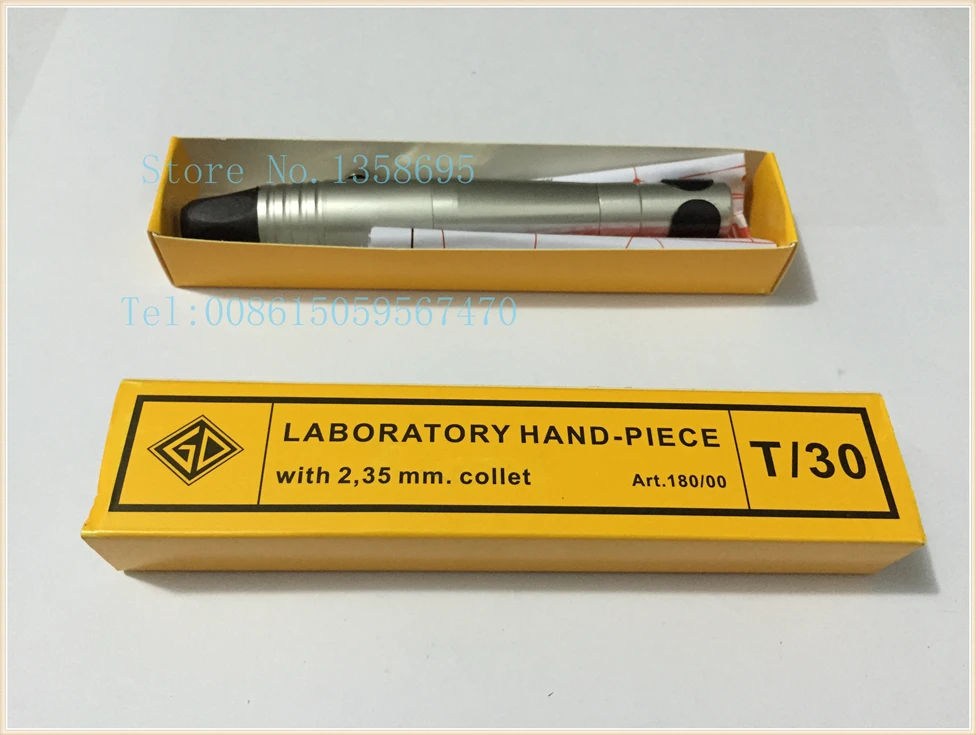 Store No. 1358695
Tel:008615059567470
LABORATORY HAND-PIECE
with 2,35 mm. collet
Art.180/00
T/30